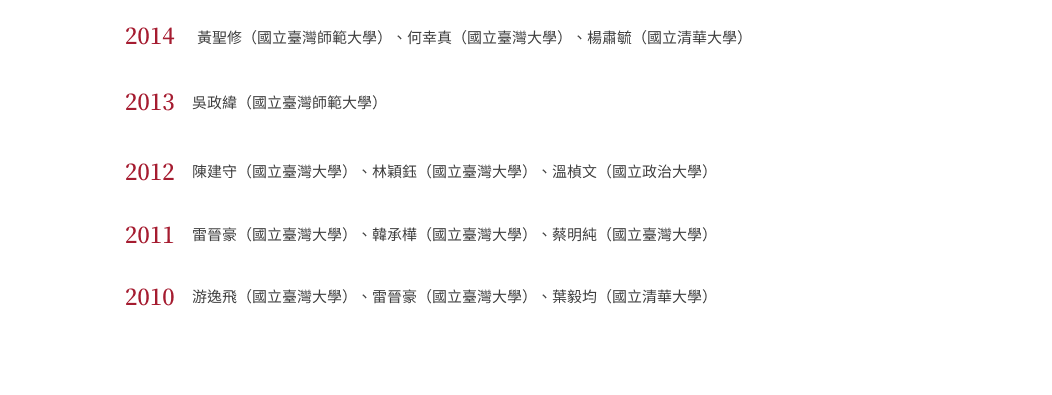 2014 黃聖修（國立臺灣師範大學）、何幸真（國立臺灣大學）、楊肅毓（國立清華大學）
2013 吳政緯（國立臺灣師範大學）
2012 陳建守（國立臺灣大學）、林穎鈺（國立臺灣大學）、溫楨文（國立政治大學）
2011 雷晉豪（國立臺灣大學）、韓承樺（國立臺灣大學）、蔡明純（國立臺灣大學）
2010 游逸飛（國立臺灣大學）、雷晉豪（國立臺灣大學）、葉毅均（國立清華大學）